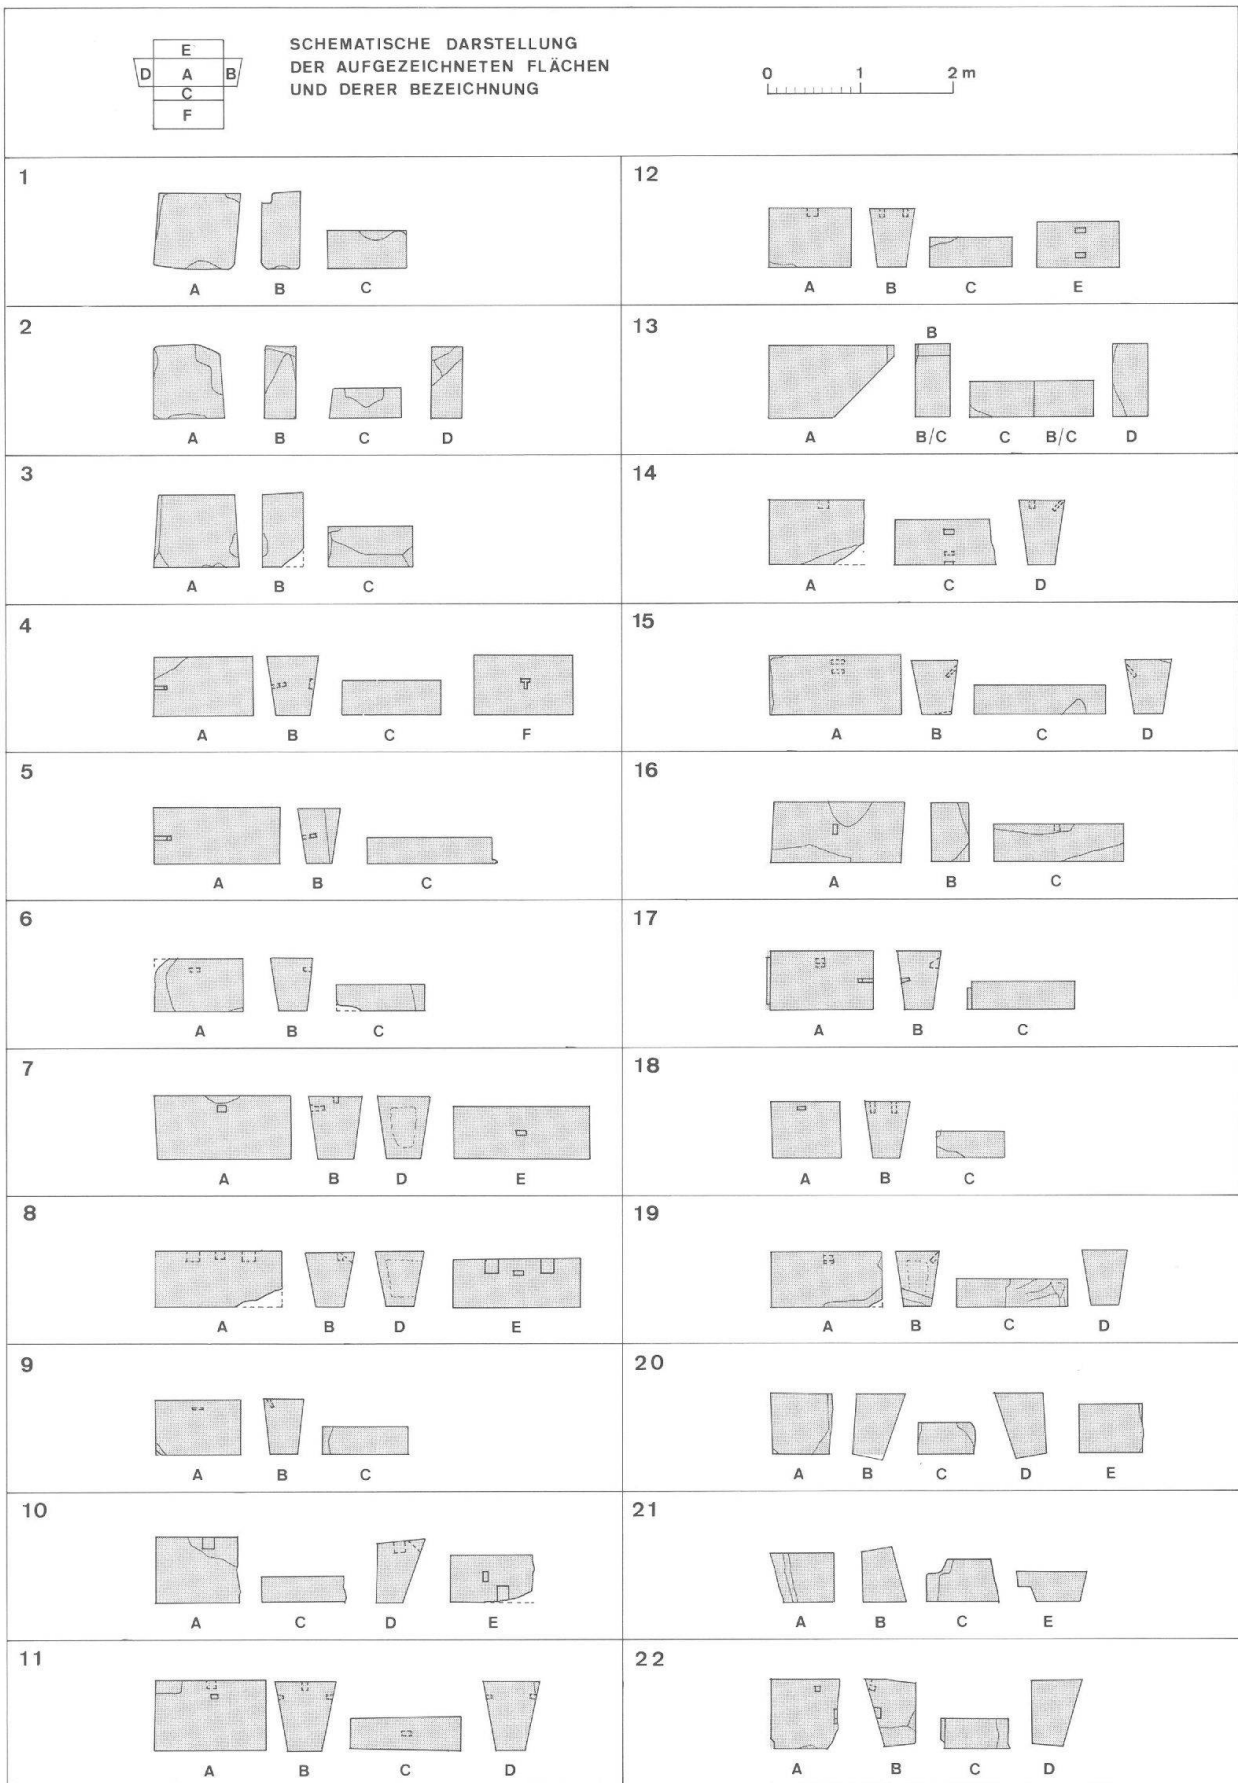 E
D A B
C
F
SCHEMATISCHE DARSTELLUNG
DER AUFGEZEICHNETEN FLÄCHEN
UND DERER BEZEICHNUNG
0 1 2 m
1
A B C
2
A B C D
3
A B C
4
A B C F
5
A B C
6
A B C
7
A B D E
8
A B D E
9
A B C
10
A C D E
11
A B C D
12
A B C E
13
B
A B/C C B/C D
14
A C D
15
A B C D
16
A B C
17
A B C
18
A B C
19
A B C D
20
A B C D E
21
A B C E
22
A B C D